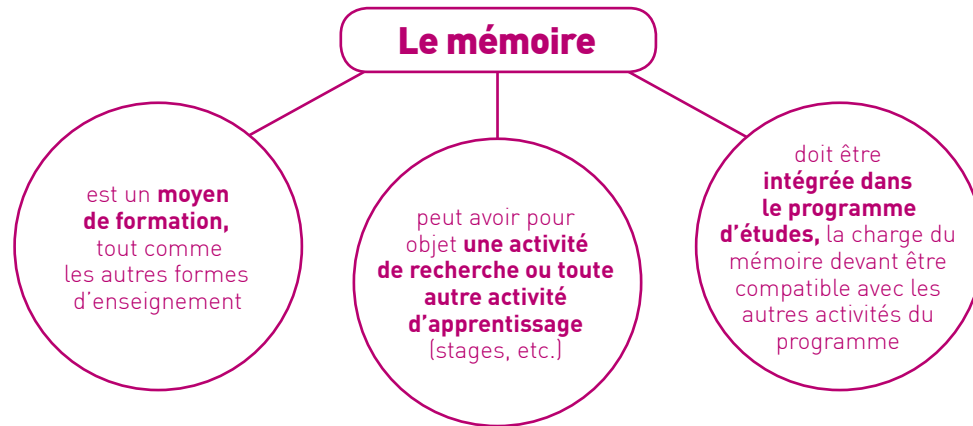 Le mémoire
est un moyen
de formation,
tout comme
les autres formes
d'enseignement
peut avoir pour
objet une activité
de recherche ou toute
autre activité
d'apprentissage
(stages, etc.)
doit être
intégrée dans
le programme
d'études, la charge du
mémoire devant être
compatible avec les
autres activités du
programme